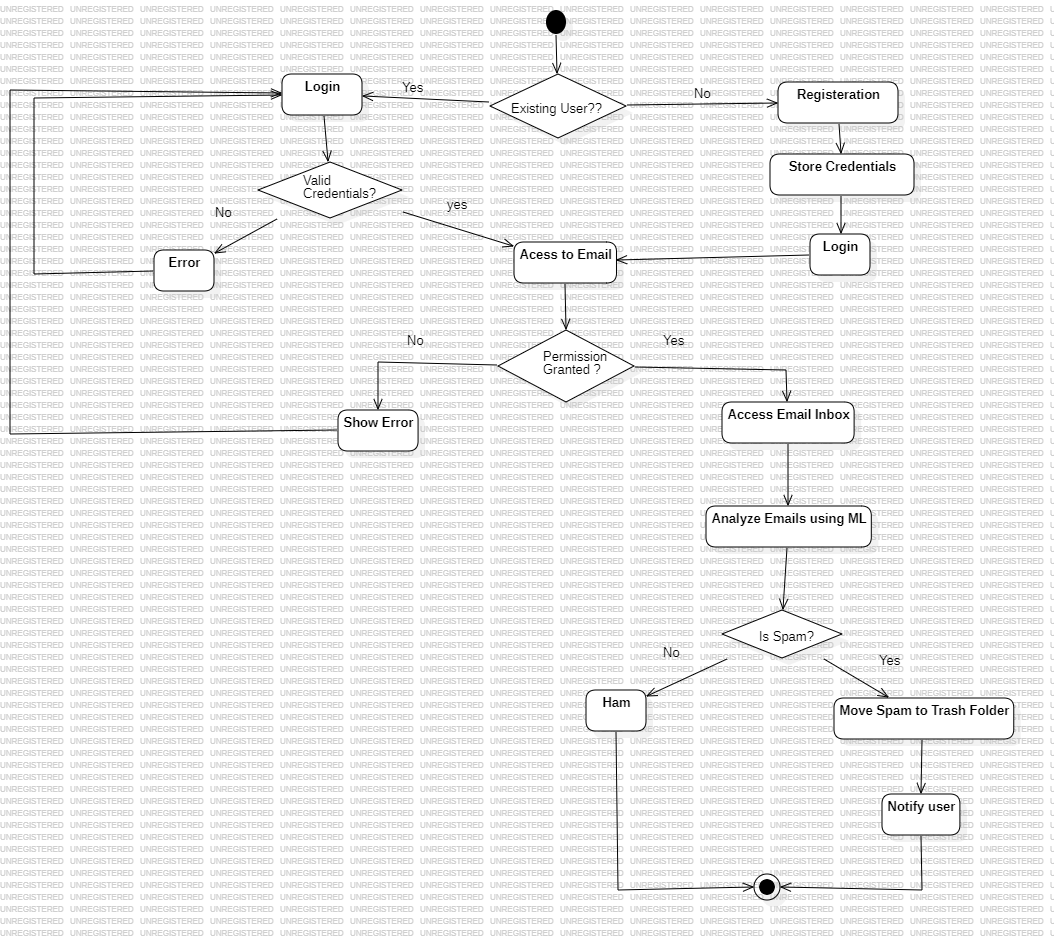 Existing User??
Yes
No
Login
Registeration
Store Credentials
Valid
Credentials?
No
yes
Error
Acess to Email
Login
Permission
Granted ?
No
Yes
Show Error
Access Email Inbox
Analyze Emails using ML
Is Spam?
No
Yes
Ham
Move Spam to Trash Folder
Notify user
UNREGISTERED